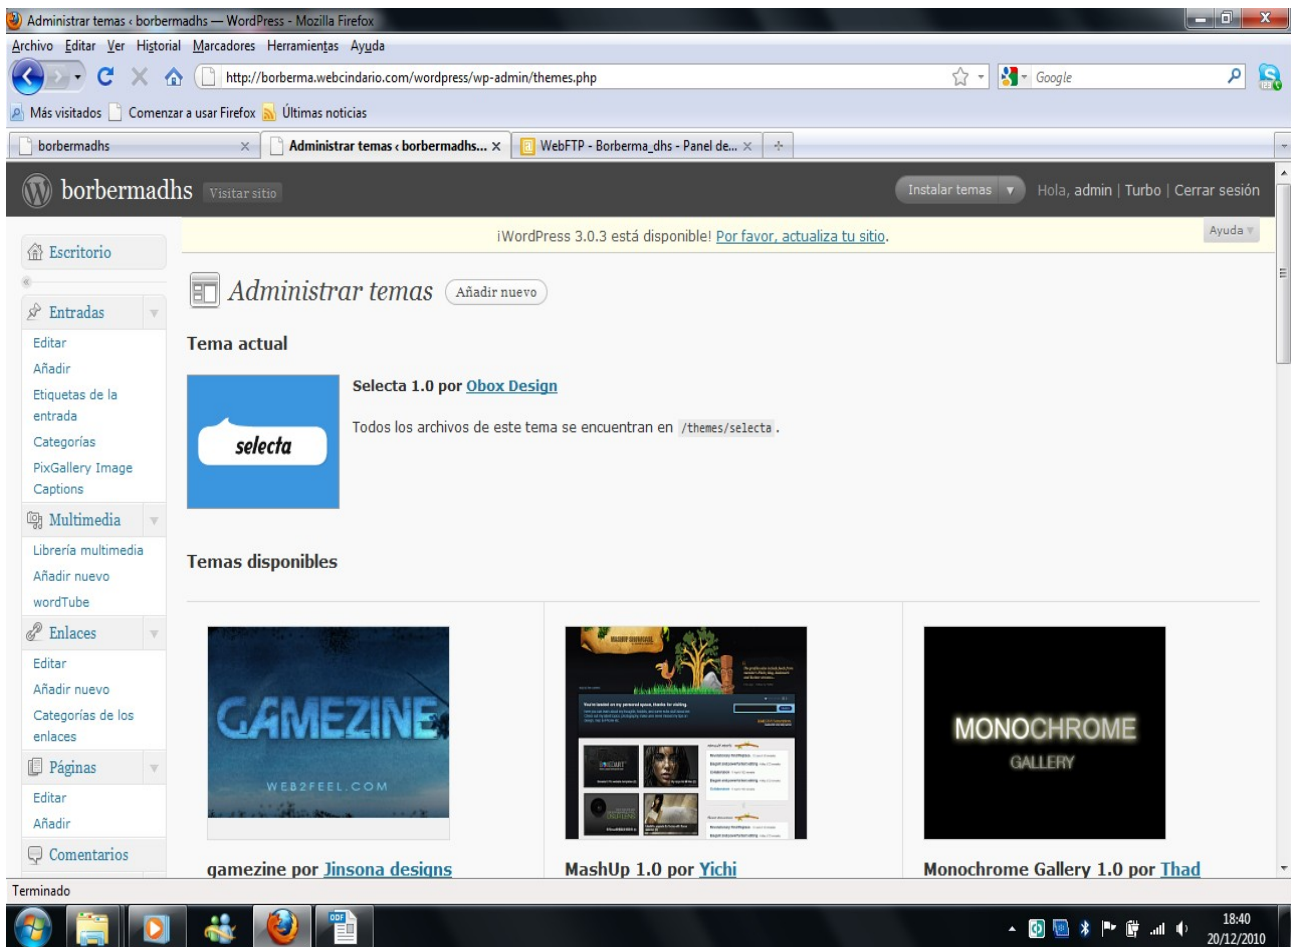 Administrar temas ‹ borbermadhs — WordPress - Mozilla Firefox
Archivo Editar Ver Historial Marcadores Herramientas Ayuda
http://borberma.webcindario.com/wordpress/wp-admin/themes.php
Google
Más visitados Comenzar a usar Firefox Últimas noticias
borbermadhs
Administrar temas ‹ borbermadhs...
WebFTP - Borberma_dhs - Panel de...
borbermadhs Visitar sitio
Instalar temas
Hola, admin | Turbo | Cerrar sesión
¡WordPress 3.0.3 está disponible! Por favor, actualiza tu sitio.
Ayuda
Escritorio
Entradas
Editar
Añadir
Etiquetas de la
entrada
Categorías
PixGallery Image
Captions
Multimedia
Librería multimedia
Añadir nuevo
wordTube
Enlaces
Editar
Añadir nuevo
Categorías de los
enlaces
Páginas
Editar
Añadir
Comentarios
Administrar temas Añadir nuevo
Tema actual
selecta
Selecta 1.0 por Obox Design
Todos los archivos de este tema se encuentran en /themes/selecta.
Temas disponibles
GAMEZINE
WEB2FEEL.COM
gamezine por Jinsona designs
MashUp 1.0 por Yichi
MONOCHROME
GALLERY
Monochrome Gallery 1.0 por Thad
Terminado
ODF
18:40
20/12/2010